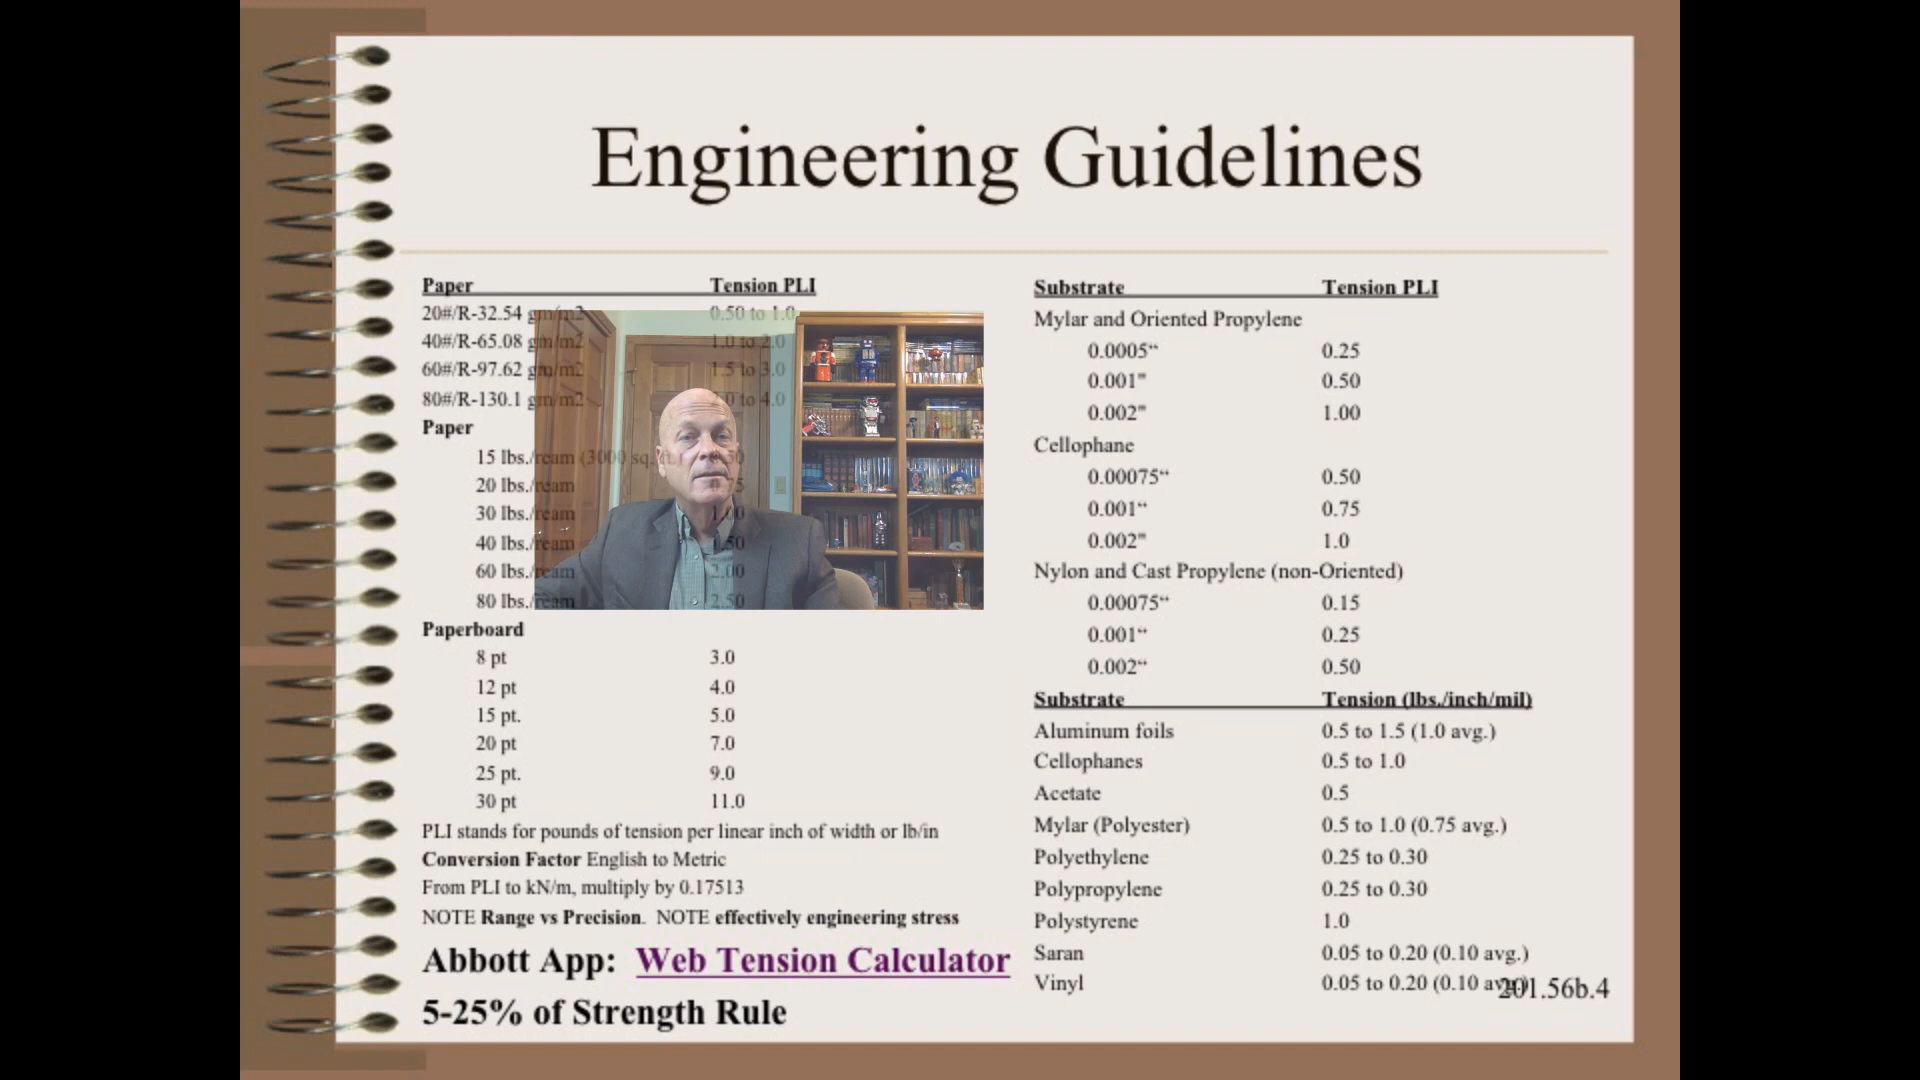 Engineering Guidelines
Paper Tension PLI
20#/R-32.54 gm/m2 0.50 to 1.0
40#/R-65.08 gm/m2 1.0 to 2.0
60#/R-97.62 gm/m2 1.5 to 3.0
80#/R-130.1 gm/m2 to 4.0
Paper
15 lbs./ream (3000 sq.
20 lbs./ream
30 lbs./ream 1.00
40 lbs./ream 1.50
60 lbs./ream 2.00
80 lbs./ream 2.50
Paperboard
8 pt 3.0
12 pt 4.0
15 pt. 5.0
20 pt 7.0
25 pt. 9.0
30 pt 11.0
PLI stands for pounds of tension per linear inch of width or lb/in
Conversion Factor English to Metric
From PLI to kN/m, multiply by 0.17513
NOTE Range vs Precision. NOTE effectively engineering stress
Abbott App: Web Tension Calculator
5-25% of Strength Rule
Substrate Tension PLI
Mylar and Oriented Propylene
0.0005“ 0.25
0.001” 0.50
0.002” 1.00
Cellophane
0.00075“ 0.50
0.001“ 0.75
0.002” 1.0
Nylon and Cast Propylene (non-Oriented)
0.00075“ 0.15
0.001“ 0.25
0.002“ 0.50
Substrate Tension (lbs./inch/mil)
Aluminum foils 0.5 to 1.5 (1.0 avg.)
Cellophanes 0.5 to 1.0
Acetate 0.5
Mylar (Polyester) 0.5 to 1.0 (0.75 avg.)
Polyethylene 0.25 to 0.30
Polypropylene 0.25 to 0.30
Polystyrene 1.0
Saran 0.05 to 0.20 (0.10 avg.)
Vinyl 0.05 to 0.20 (0.10 avg.)
201.56b.4